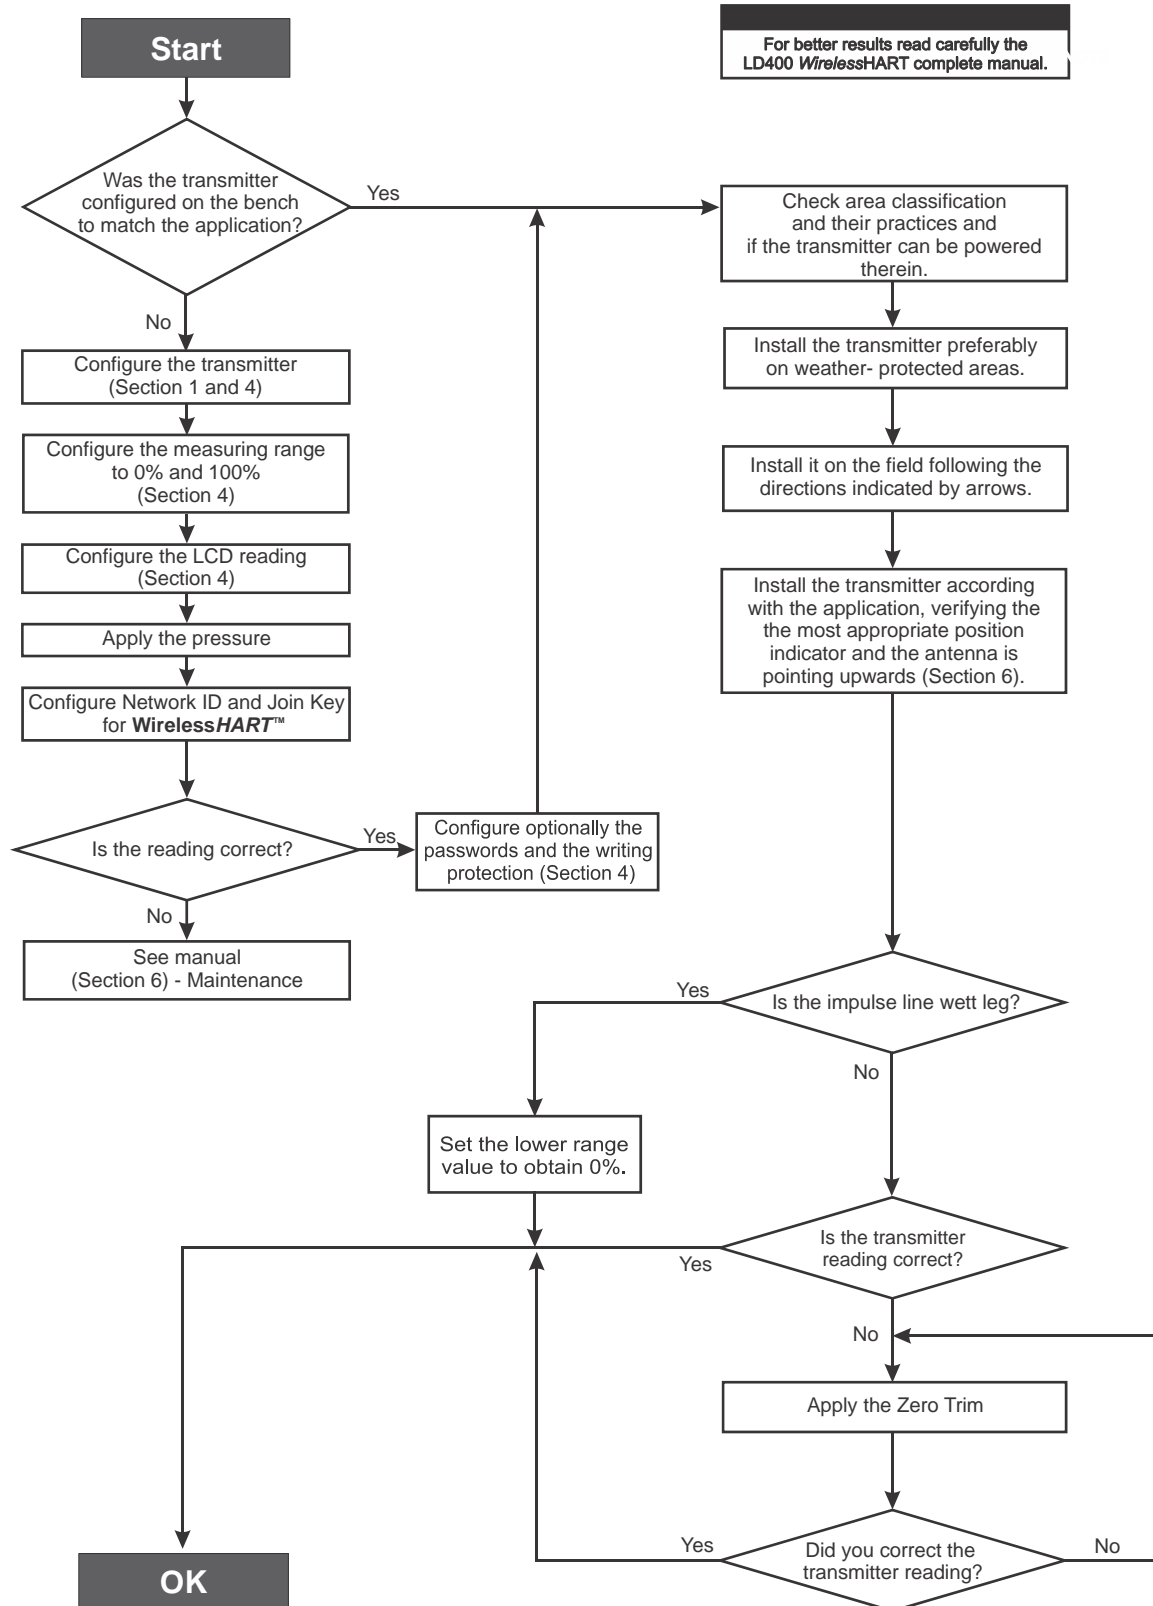 Start
For better results read carefully the
LD400 WirelessHART complete manual.
Was the transmitter
configured on the bench
to match the application?
Yes
No
Configure the transmitter
(Section 1 and 4)
Configure the measuring range
to 0% and 100%
(Section 4)
Configure the LCD reading
(Section 4)
Apply the pressure
Configure Network ID and Join Key
for WirelessHART™
Is the reading correct?
Yes
Configure optionally the
passwords and the writing
protection (Section 4)
No
See manual
(Section 6) - Maintenance
Check area classification
and their practices and
if the transmitter can be powered
therein.
Install the transmitter preferably
on weather- protected areas.
Install it on the field following the
directions indicated by arrows.
Install the transmitter according
with the application, verifying the
the most appropriate position
indicator and the antenna is
pointing upwards (Section 6).
Is the impulse line wett leg?
Yes
No
Set the lower range
value to obtain 0%.
Is the transmitter
reading correct?
Yes
No
Apply the Zero Trim
Did you correct the
transmitter reading?
Yes
No
OK